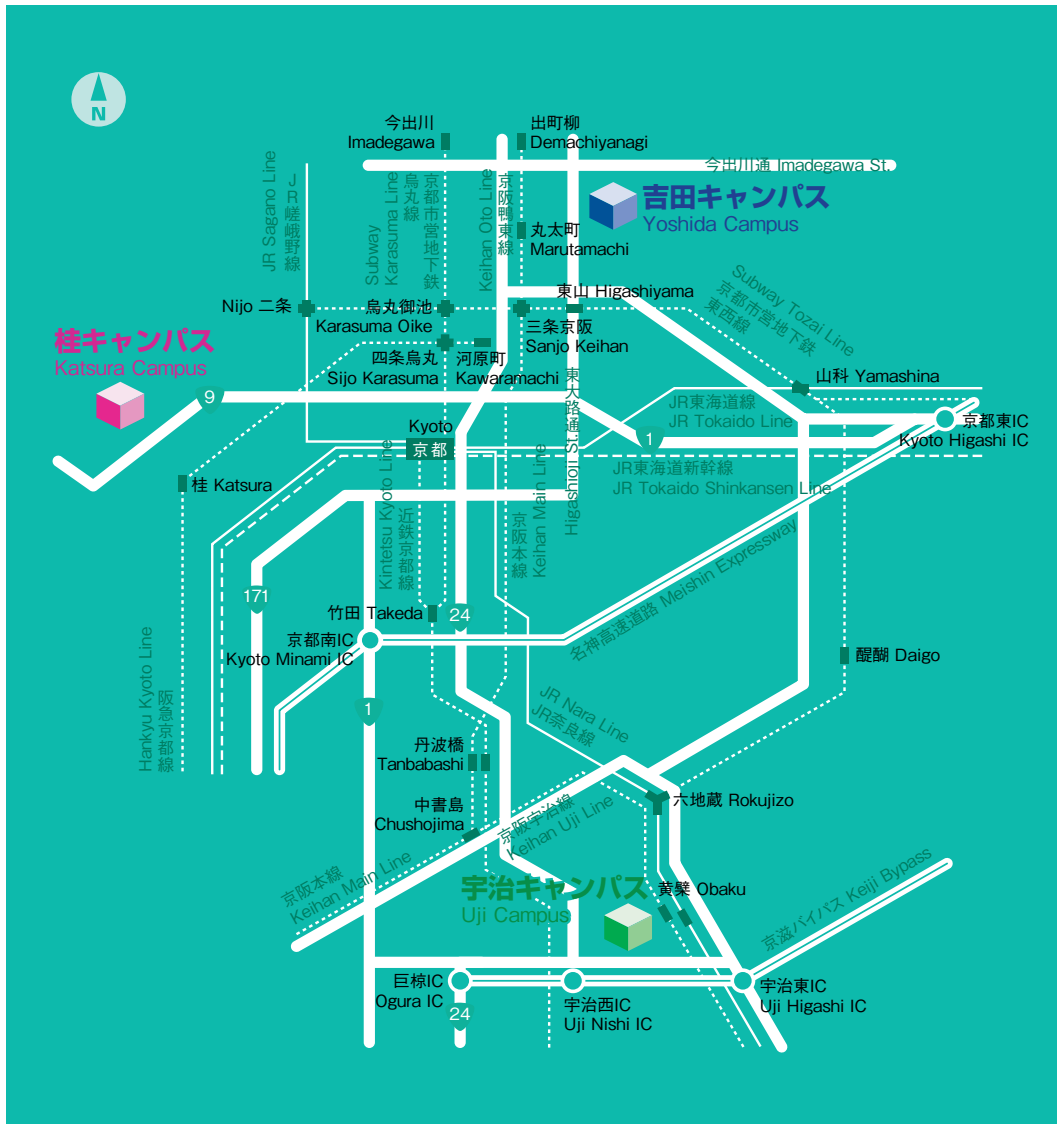 N
今出川
Imadegawa
出町柳
Demachiyanagi
今出川通 Imadegawa St.
JR Sagano Line
JR嵯峨野線
Subway
Karasuma Line
烏丸線
京都市営地下鉄
Keihan Oto Line
京阪鴨東線
吉田キャンパス
Yoshida Campus
丸太町
Marutamachi
東山 Higashiyama
Subway Tozai Line
京都市営地下鉄
東西線
Nijo 二条
烏丸御池
Karasuma Oike
三条京阪
Sanjo Keihan
桂キャンパス
Katsura Campus
四条烏丸
Sijo Karasuma
河原町
Kawaramachi
東大路通
Higashioji St.
山科 Yamashina
9
JR東海道線
JR Tokaido Line
京都東IC
Kyoto Higashi IC
1
Kyoto
京都
JR東海道新幹線
JR Tokaido Shinkansen Line
桂 Katsura
Kintetsu Kyoto Line
近鉄京都線
京阪本線
Keihan Main Line
名神高速道路 Meishin Expressway
171
竹田 Takeda
24
京都南IC
Kyoto Minami IC
醍醐 Daigo
Hankyu Kyoto Line
阪急京都線
1
JR Nara Line
JR奈良線
丹波橋
Tanbabashi
中書島
Chushojima
京阪宇治線
Keihan Uji Line
六地蔵 Rokujizo
京阪本線
Keihan Main Line
宇治キャンパス
Uji Campus
黄檗 Obaku
京滋バイパス Keiji Bypass
巨椋IC
Ogura IC
宇治西IC
Uji Nishi IC
宇治東IC
Uji Higashi IC
24